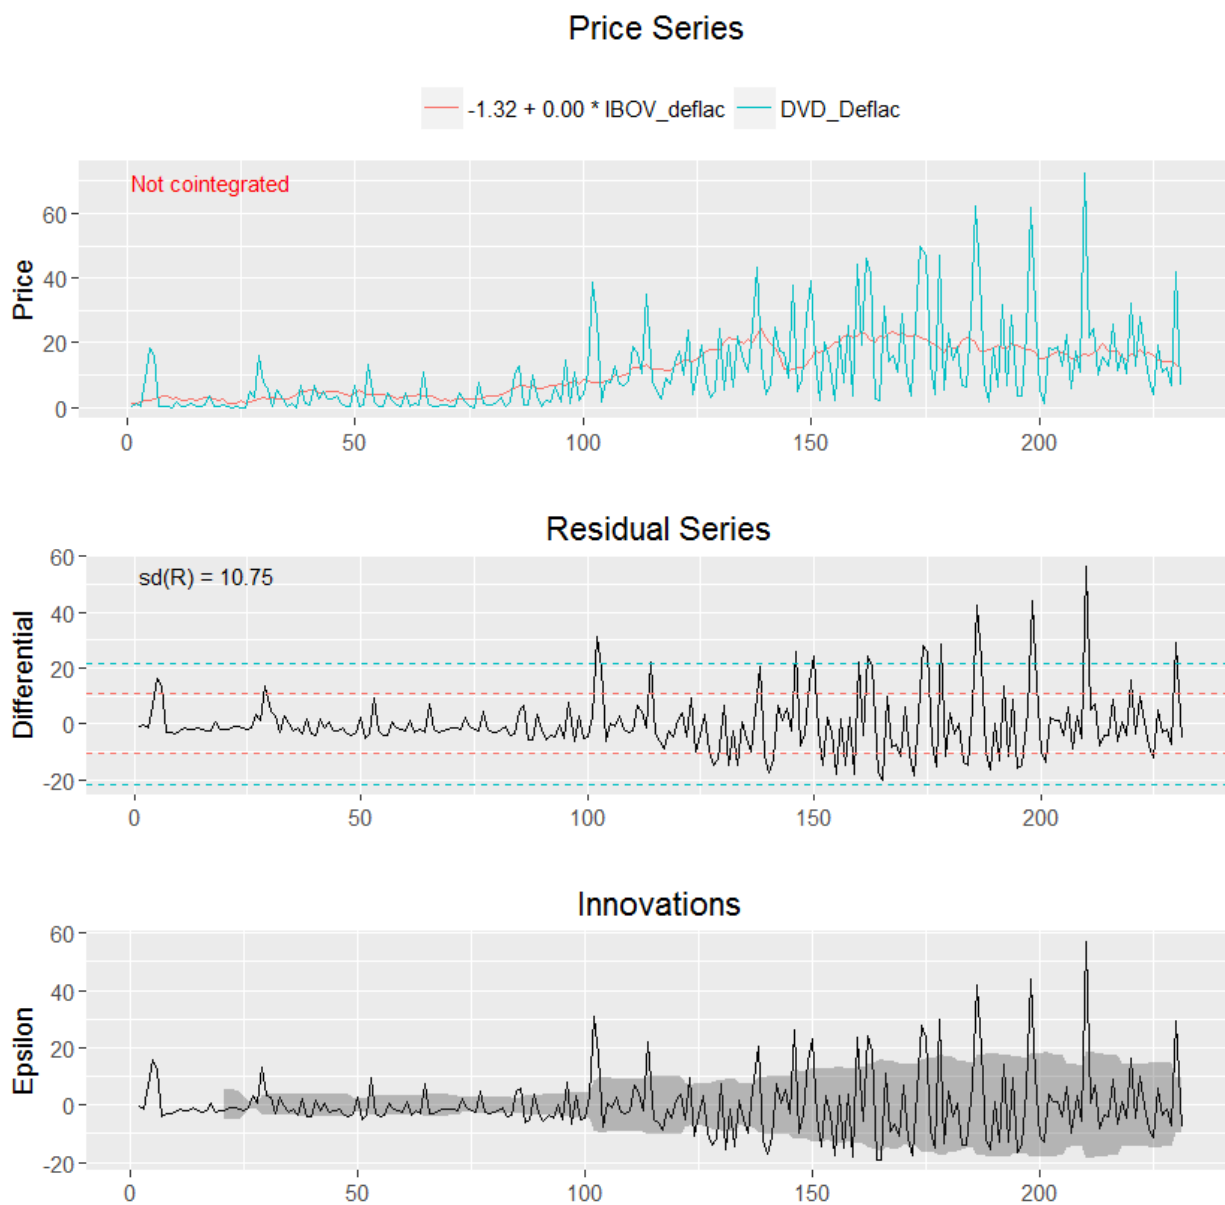 Price Series
-1.32 + 0.00 * IBOV_deflac DVD_Deflac
Not cointegrated
Price
60
40
20
0
0 50 100 150 200
Residual Series
sd(R) = 10.75
Differential
60
40
20
0
-20
0 50 100 150 200
Innovations
Epsilon
60
40
20
0
-20
0 50 100 150 200